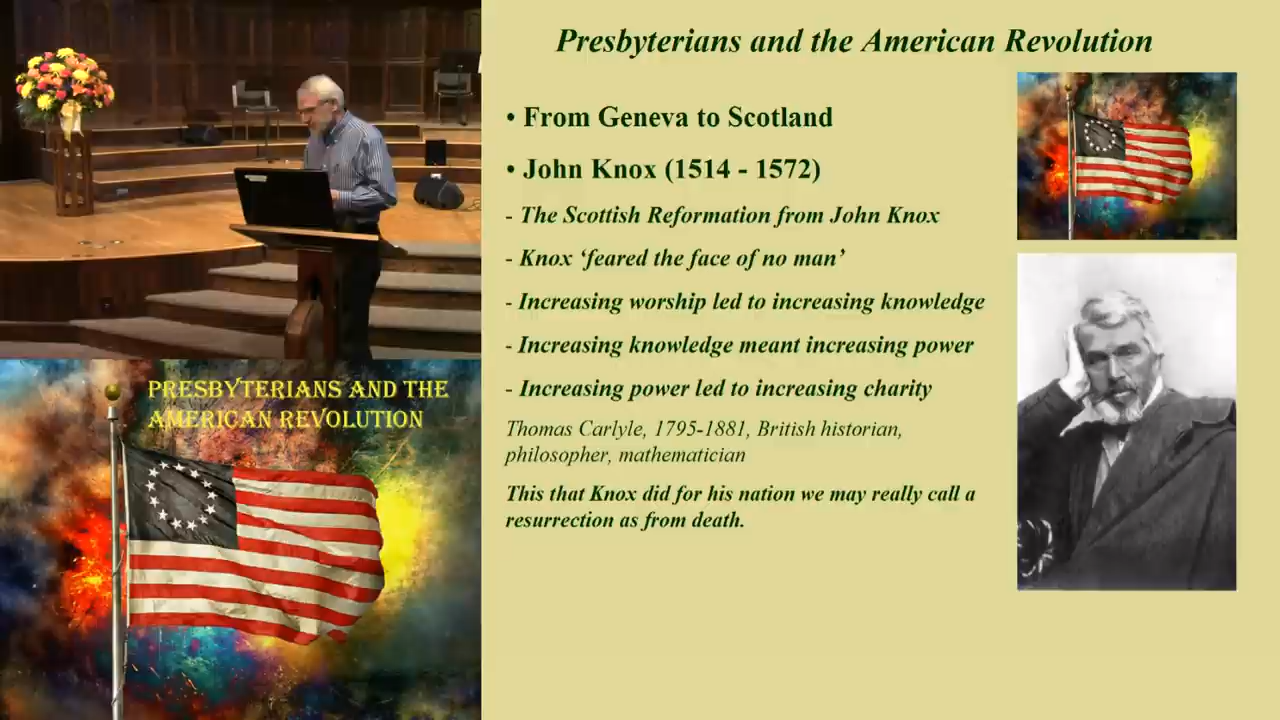 Presbyterians and the American Revolution
• From Geneva to Scotland
• John Knox (1514 - 1572)
- The Scottish Reformation from John Knox
- Knox ‘feared the face of no man’
- Increasing worship led to increasing knowledge
- Increasing knowledge meant increasing power
- Increasing power led to increasing charity
Thomas Carlyle, 1795-1881, British historian,
philosopher, mathematician
This that Knox did for his nation we may really call a
resurrection as from death.
PRESBYTERIANS AND THE
AMERICAN REVOLUTION